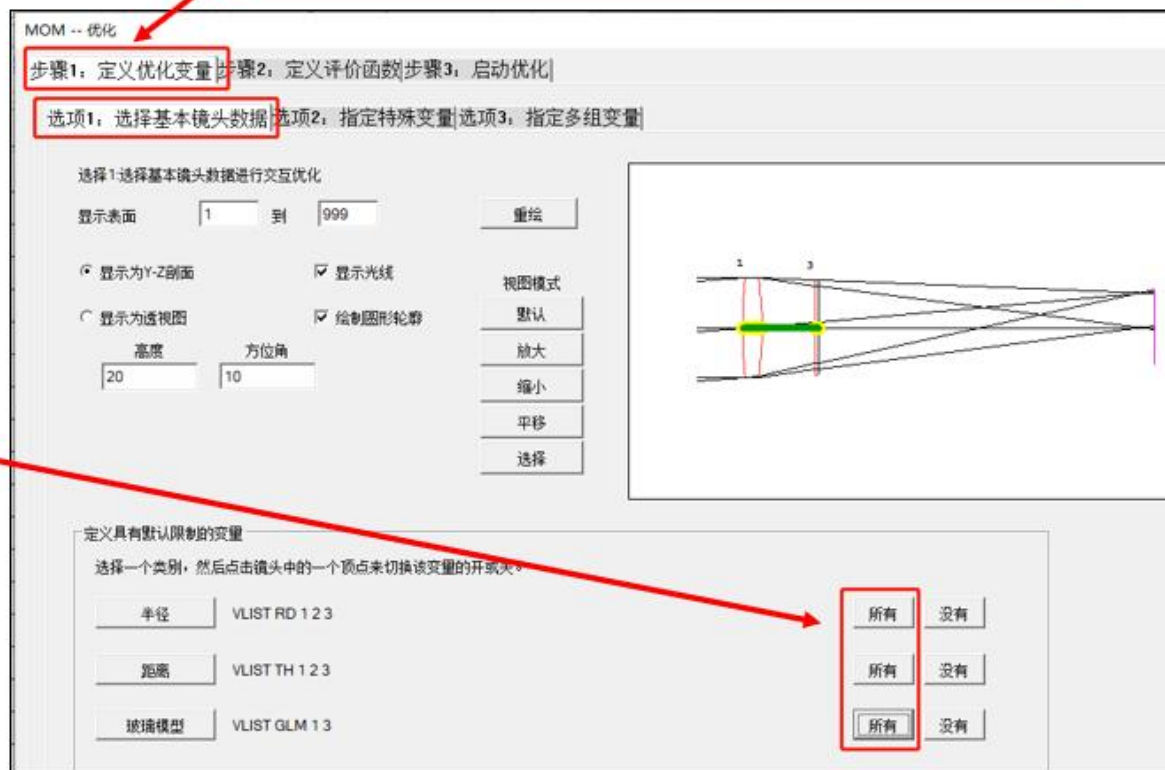 MOM -- 优化
步骤1：定义优化变量 步骤2：定义评价函数 步骤3：启动优化
选项1：选择基本镜头数据 选项2：指定特殊变量 选项3：指定多组变量
选择1:选择基本镜头数据进行交互优化
显示表面 1 到 999 重绘
显示为Y-Z剖面 显示光线
视图模式
显示为透视图 绘制圆形轮廓 默认
高度 方位角 放大
20 10 缩小
平移
选择
1 3
定义具有默认限制的变量
选择一个类别，然后点击镜头中的一个顶点来切换该变量的开或关。
半径 VLIST RD 1 2 3 所有 没有
距离 VLIST TH 1 2 3 所有 没有
玻璃模型 VLIST GLM 1 3 所有 没有